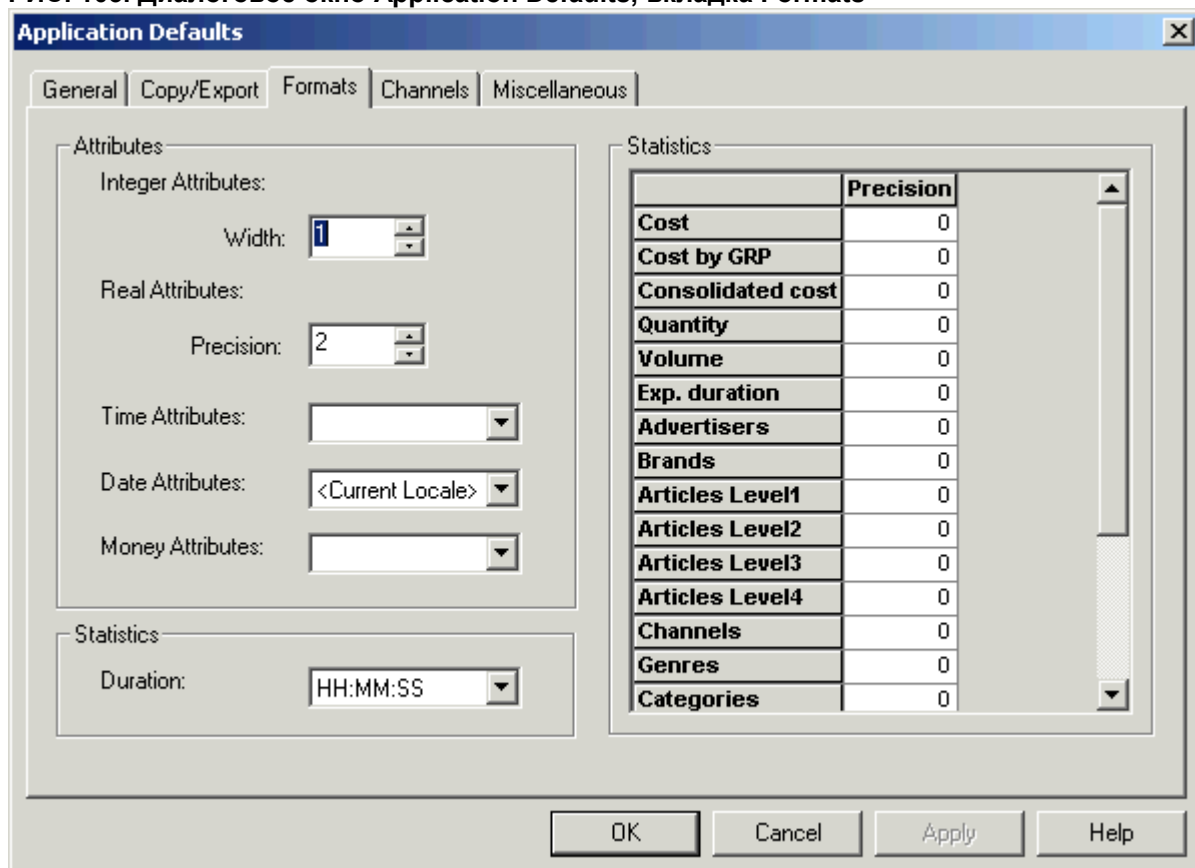 Application Defaults
General Copy/Export Formats Channels Miscellaneous
Attributes
Integer Attributes:
Width: 1
Real Attributes:
Precision: 2
Time Attributes:
Date Attributes: <Current Locale>
Money Attributes:
Statistics
Duration: HH:MM:SS
Statistics
Precision
Cost 0
Cost by GRP 0
Consolidated cost 0
Quantity 0
Volume 0
Exp. duration 0
Advertisers 0
Brands 0
Articles Level1 0
Articles Level2 0
Articles Level3 0
Articles Level4 0
Channels 0
Genres 0
Categories 0
OK Cancel Apply Help